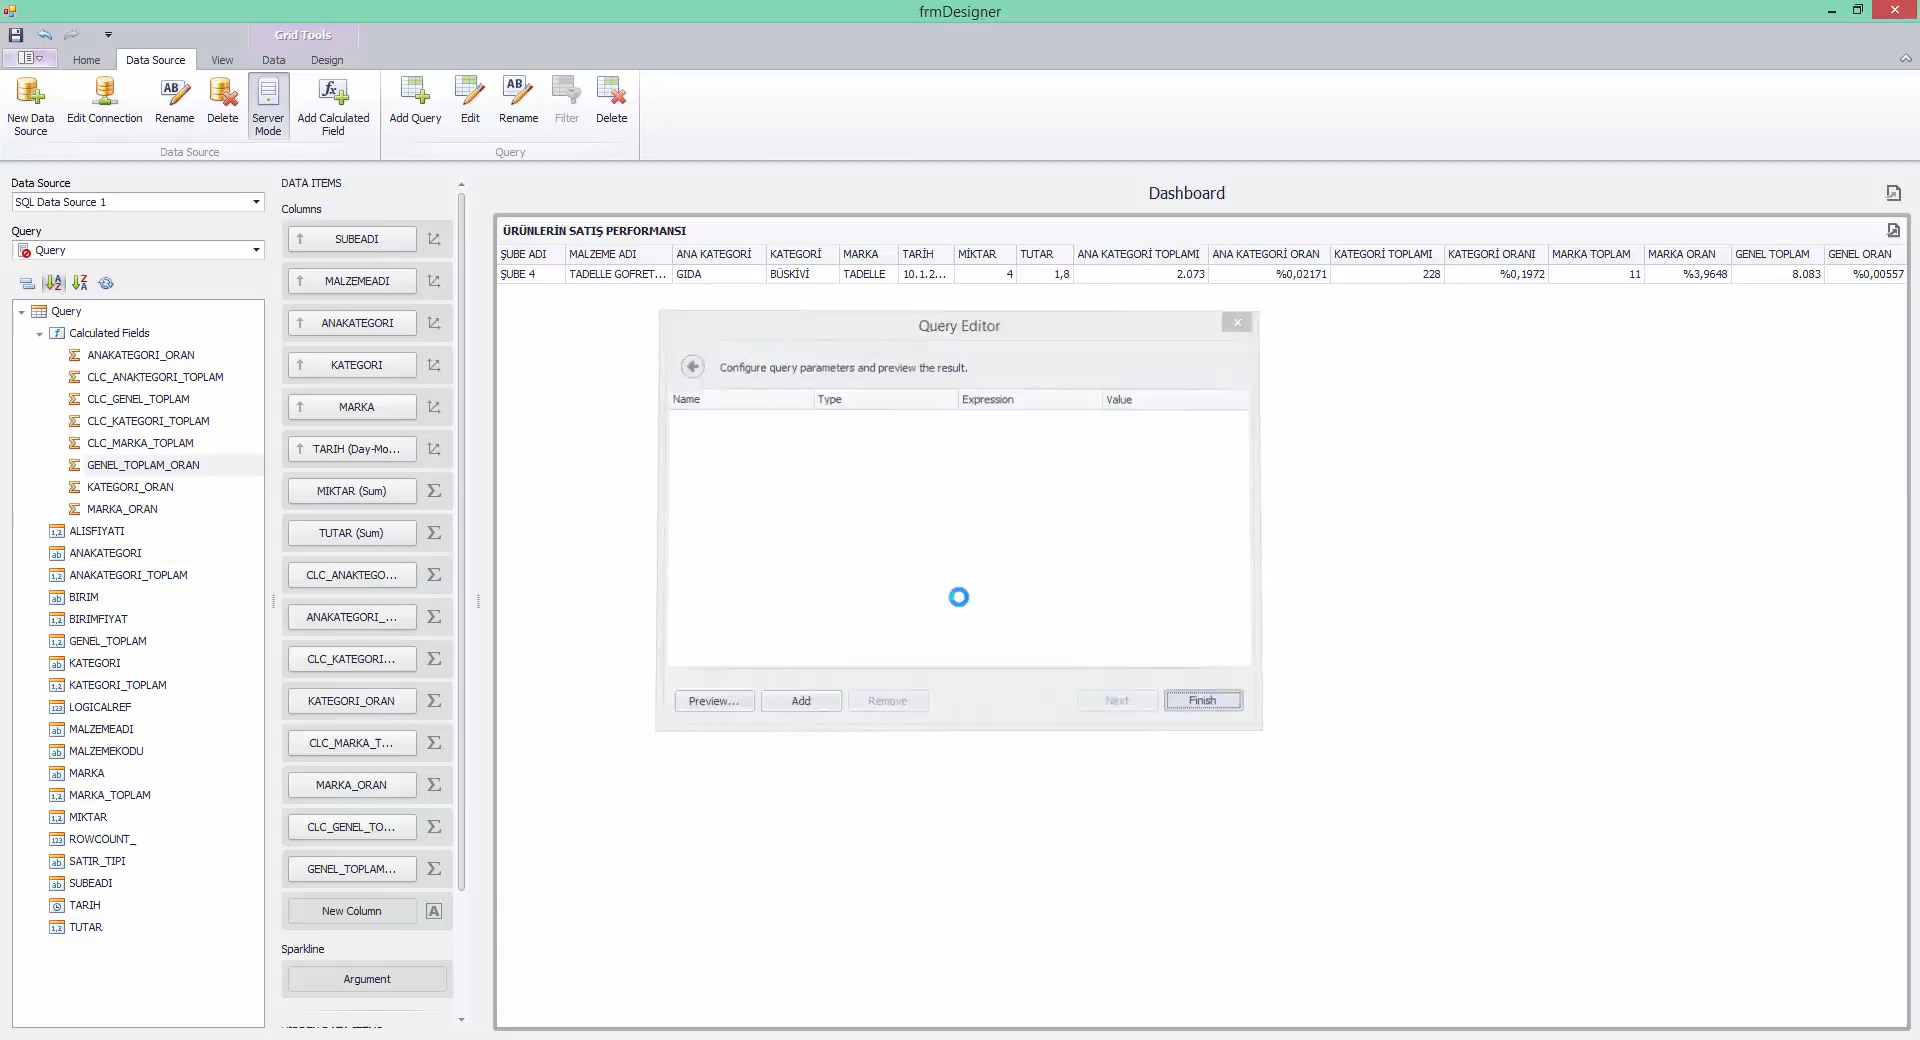 frmDesigner
Grid Tools
Home
Data Source
View
Data
Design
New Data Source
Edit Connection
Rename
Delete
Server Mode
Add Calculated Field
Data Source
Add Query
Edit
Rename
Filter
Delete
Query
Data Source
SQL Data Source 1
Query
Query
Query
Calculated Fields
ANAKATEGORI_ORAN
CLC_ANAKTEGORI_TOPLAM
CLC_GENEL_TOPLAM
CLC_KATEGORI_TOPLAM
CLC_MARKA_TOPLAM
GENEL_TOPLAM_ORAN
KATEGORI_ORAN
MARKA_ORAN
ALISFIYATI
ANAKATEGORI
ANAKATEGORI_TOPLAM
BIRIM
BIRIMFIYAT
GENEL_TOPLAM
KATEGORI
KATEGORI_TOPLAM
LOGICALREF
MALZEMEADI
MALZEMEKODU
MARKA
MARKA_TOPLAM
MIKTAR
ROWCOUNT_
SATIR_TIPI
SUBEADI
TARIH
TUTAR
DATA ITEMS
Columns
SUBEADI
MALZEMEADI
ANAKATEGORI
KATEGORI
MARKA
TARIH (Day-Mo...
MIKTAR (Sum)
TUTAR (Sum)
CLC_ANAKTEGO...
ANAKATEGORI_...
CLC_KATEGORI...
KATEGORI_ORAN
CLC_MARKA_T...
MARKA_ORAN
CLC_GENEL_TO...
GENEL_TOPLAM...
New Column
Sparkline
Argument
Dashboard
ÜRÜNLERİN SATIŞ PERFORMANSI
ŞUBE ADI MALZEME ADI ANA KATEGORİ KATEGORİ MARKA TARİH MİKTAR TUTAR ANA KATEGORİ TOPLAMI ANA KATEGORİ ORAN KATEGORİ TOPLAMI KATEGORİ ORANI MARKA TOPLAM MARKA ORAN GENEL TOPLAM GENEL ORAN
ŞUBE 4 TADELLE GOFRET... GIDA BÜSKİVİ TADELLE 10.1.2... 4 1,8 2.073 %0,02171 228 %0,1972 11 %3,9648 8.083 %0,00557
Query Editor
Configure query parameters and preview the result.
Name Type Expression Value
Preview... Add Remove Next Finish